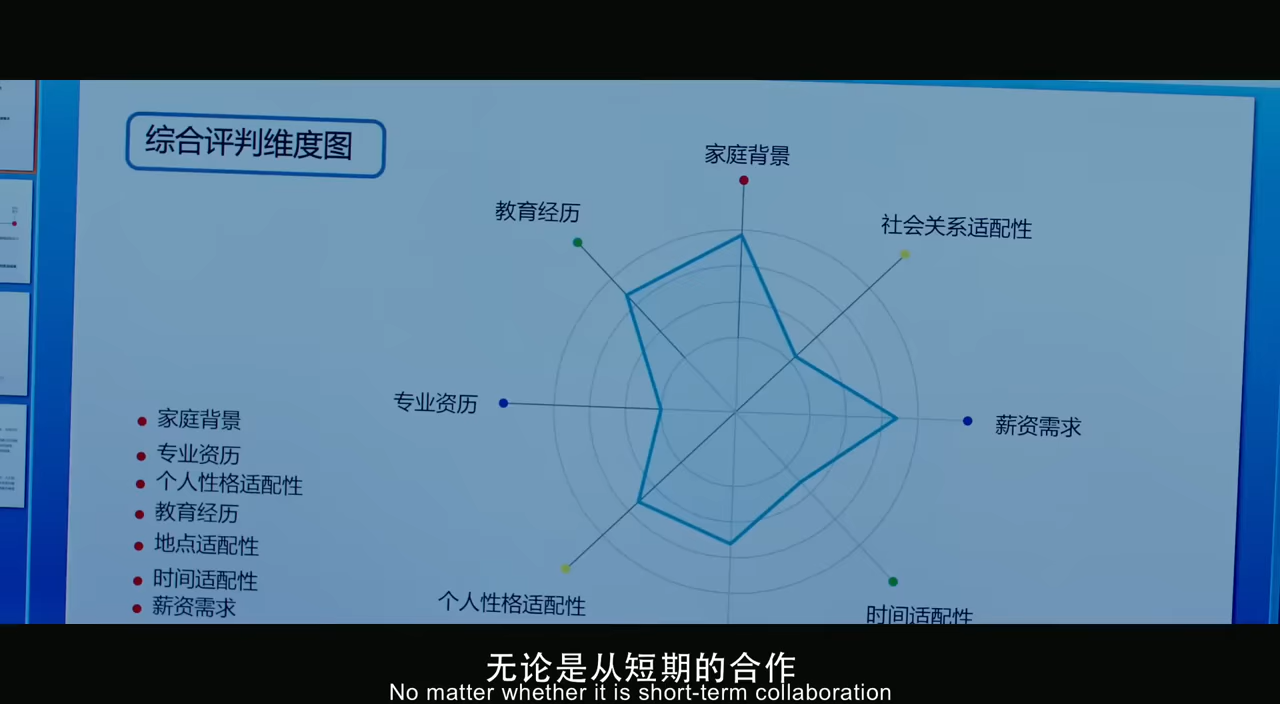 综合评判维度图
家庭背景
教育经历
社会关系适配性
专业资历
薪资需求
家庭背景
专业资历
个人性格适配性
教育经历
地点适配性
时间适配性
薪资需求
个人性格适配性
时间适配性
无论是从短期的合作
No matter whether it is short-term collaboration